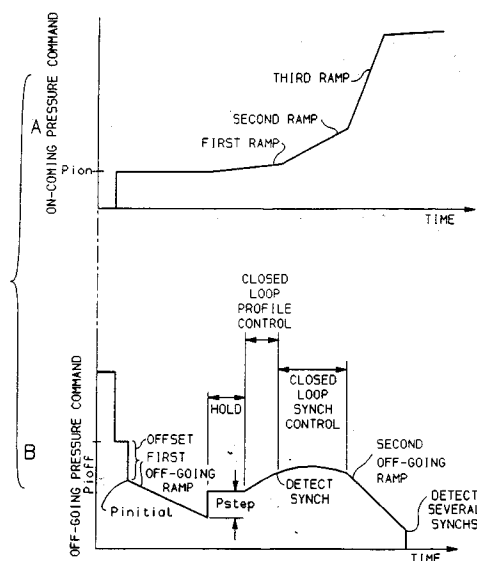 ON-COMING PRESSURE COMMAND
A
Pion
THIRD RAMP
SECOND RAMP
FIRST RAMP
TIME
OFF-GOING PRESSURE COMMAND
B
Pioff
CLOSED
LOOP
PROFILE
CONTROL
HOLD
CLOSED
LOOP
SYNCH
CONTROL
OFFSET
FIRST
OFF-GOING
RAMP
Pinitial
Pstep
DETECT
SYNCH
SECOND
OFF-GOING
RAMP
DETECT
SEVERAL
SYNCHS
TIME